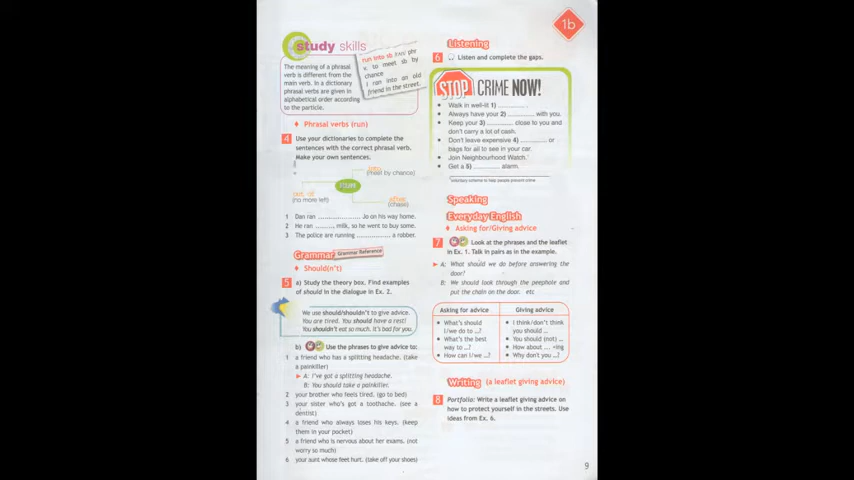 1b
study skills
The meaning of a phrasal
verb is different from the
main verb. In a dictionary
phrasal verbs are given in
alphabetical order according
to the particle.
run into sb /rʌn/ phr
v. to meet sb by
chance
I ran into an old
friend in the street.
Phrasal verbs (run)
4 Use your dictionaries to complete the
sentences with the correct phrasal verb.
Make your own sentences.
into
(meet by chance)
run
out of
(no more left)
after
(chase)
1 Dan ran .................. Jo on his way home.
2 He ran ........ milk, so he went to buy some.
3 The police are running .............. a robber.
Grammar Grammar Reference
Should(n't)
5 a) Study the theory box. Find examples
of should in the dialogue in Ex. 2.
We use should/shouldn't to give advice.
You are tired. You should have a rest!
You shouldn't eat so much. It's bad for you.
b) Use the phrases to give advice to:
1 a friend who has a splitting headache. (take
a painkiller)
A: I've got a splitting headache.
B: You should take a painkiller.
2 your brother who feels tired. (go to bed)
3 your sister who's got a toothache. (see a
dentist)
4 a friend who always loses his keys. (keep
them in your pocket)
5 a friend who is nervous about her exams. (not
worry so much)
6 your aunt whose feet hurt. (take off your shoes)
Listening
6 Listen and complete the gaps.
STOP CRIME NOW!
• Walk in well-lit 1) ..........
• Always have your 2) .......... with you.
• Keep your 3) ............ close to you and
don't carry a lot of cash.
• Don't leave expensive 4) ............ or
bags for all to see in your car.
• Join Neighbourhood Watch.*
• Get a 5) ............ alarm.
*voluntary scheme to help people prevent crime
Speaking
Everyday English
Asking for/Giving advice
7 Look at the phrases and the leaflet
in Ex. 1. Talk in pairs as in the example.
A: What should we do before answering the
door?
B: We should look through the peephole and
put the chain on the door. etc
Asking for advice Giving advice
• What's should
I/we do to ...?
• What's the best
way to ...?
• How can I/we ...?
• I think/don't think
you should ...
• You should (not) ...
• How about ... +ing
• Why don't you ...?
Writing (a leaflet giving advice)
8 Portfolio: Write a leaflet giving advice on
how to protect yourself in the streets. Use
ideas from Ex. 6.
9